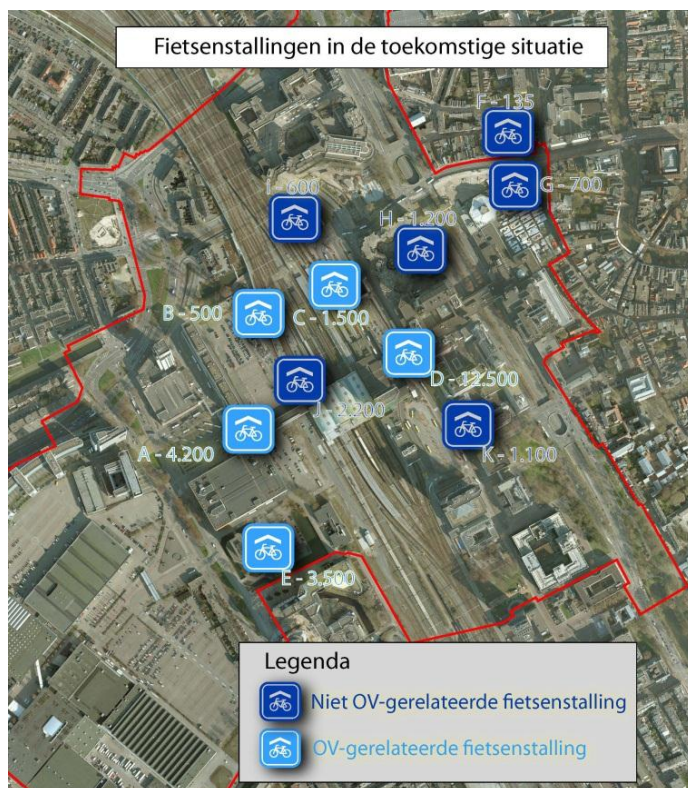 Fietsenstallingen in de toekomstige situatie
F - 135
G - 700
I - 600
H - 1.200
B - 500
C - 1.500
D - 12.500
J - 2.200
A - 4.200
K - 1.100
E - 3.500
Legenda
Niet OV-gerelateerde fietsenstalling
OV-gerelateerde fietsenstalling